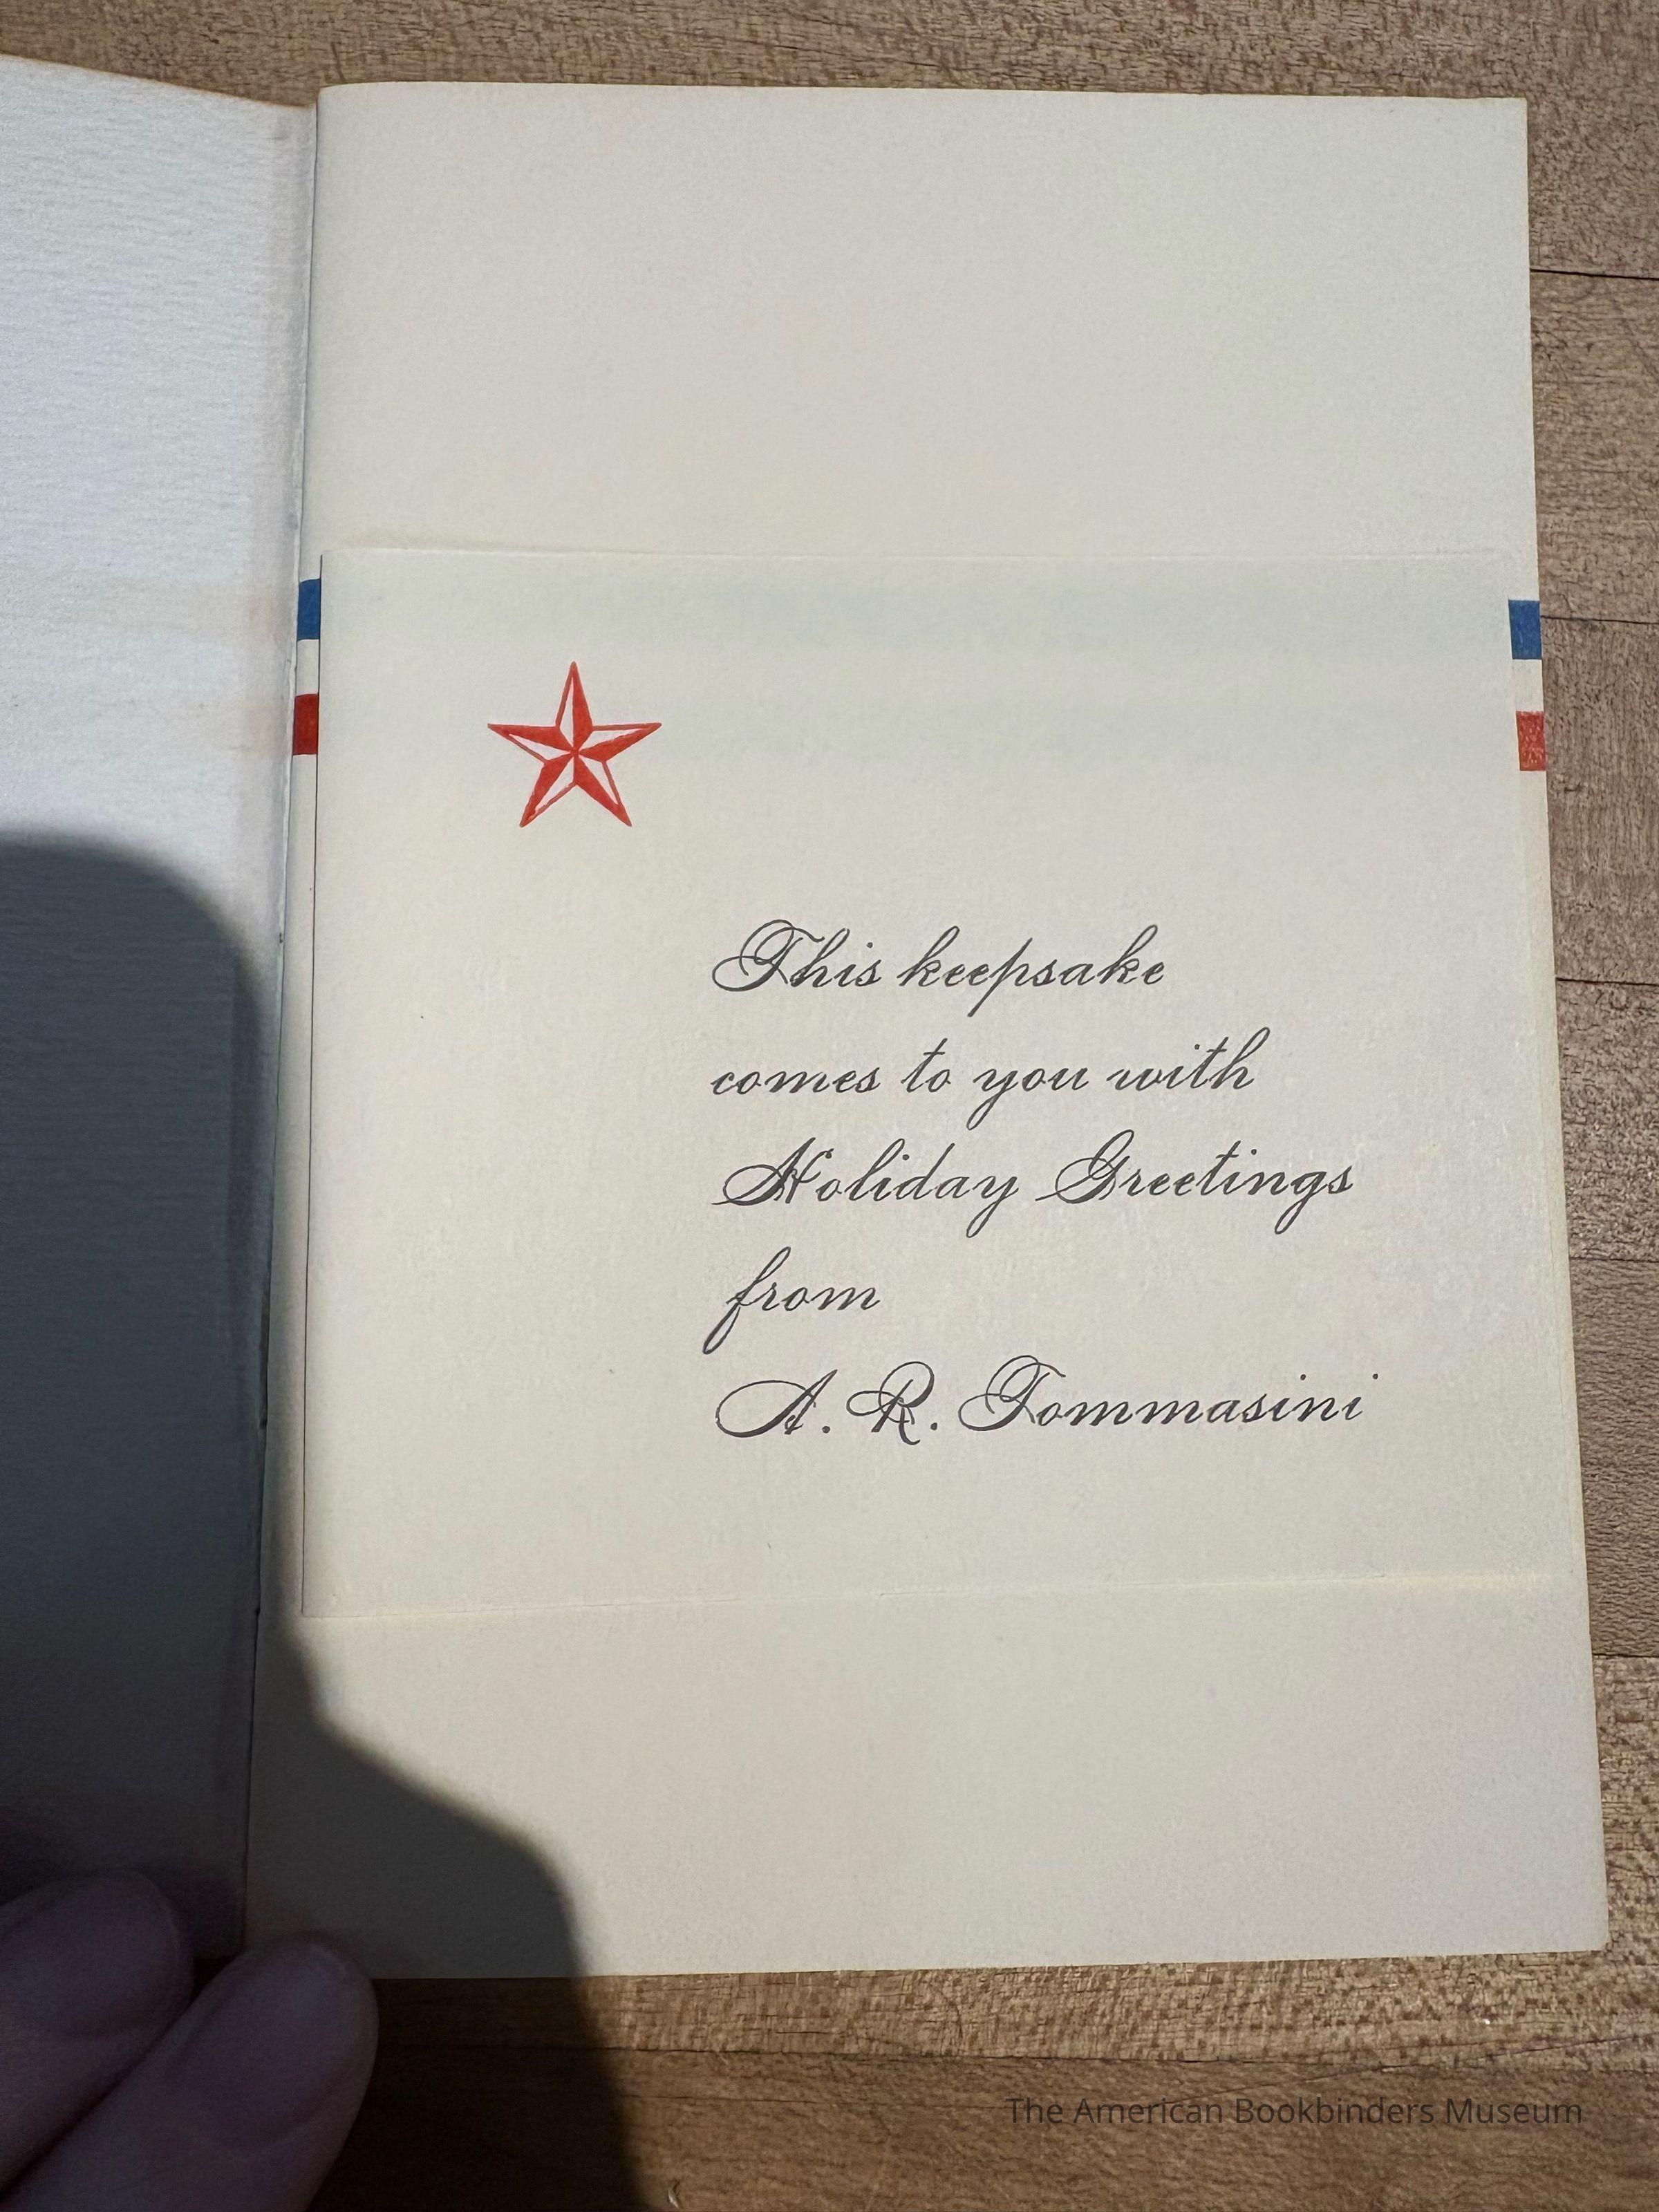 This keepsake
comes to you with
Holiday Greetings
from
A. R. Tommasini
The American Bookbinders Museum